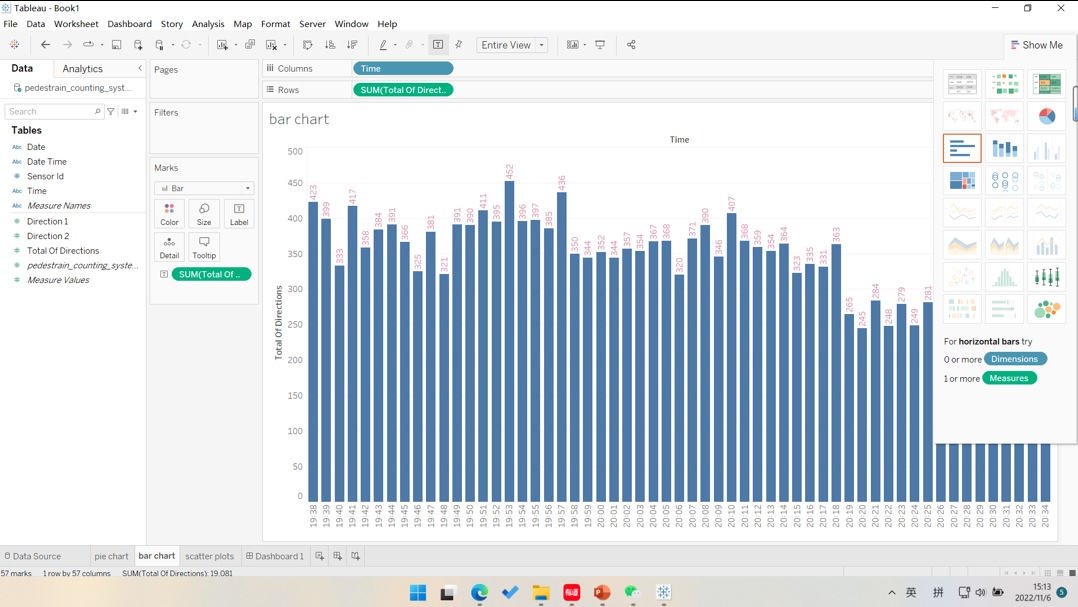 Tableau - Book1
File Data Worksheet Dashboard Story Analysis Map Format Server Window Help
Entire View
Show Me
Data Analytics
pedestrain_counting_syst...
Search
Tables
Abc Date
Abc Date Time
Sensor Id
Abc Time
Abc Measure Names
Direction 1
Direction 2
Total Of Directions
pedestrain_counting_syste...
Measure Values
Pages
Filters
Marks
Bar
Color Size Label
Detail Tooltip
SUM(Total Of ..
Columns Time
Rows SUM(Total Of Direct..
bar chart
Time
Total Of Directions
500
450
400
350
300
250
200
150
100
50
0
423 399 333 417 358 384 391 366 325 381 321 391 390 411 395 452 396 397 385 436 350 344 352 344 357 354 367 368 320 371 390 346 407 368 359 354 364 323 335 331 363 265 245 284 248 279 249 281
19:38 19:39 19:40 19:41 19:42 19:43 19:44 19:45 19:46 19:47 19:48 19:49 19:50 19:51 19:52 19:53 19:54 19:55 19:56 19:57 19:58 19:59 20:00 20:01 20:02 20:03 20:04 20:05 20:06 20:07 20:08 20:09 20:10 20:11 20:12 20:13 20:14 20:15 20:16 20:17 20:18 20:19 20:20 20:21 20:22 20:23 20:24 20:25 20:26 20:27 20:28 20:29 20:30 20:31 20:32 20:33 20:34
For horizontal bars try
0 or more Dimensions
1 or more Measures
Data Source pie chart bar chart scatter plots Dashboard 1
57 marks 1 row by 57 columns SUM(Total Of Directions): 19,081
有道
英 拼
15:13
2022/11/6
5